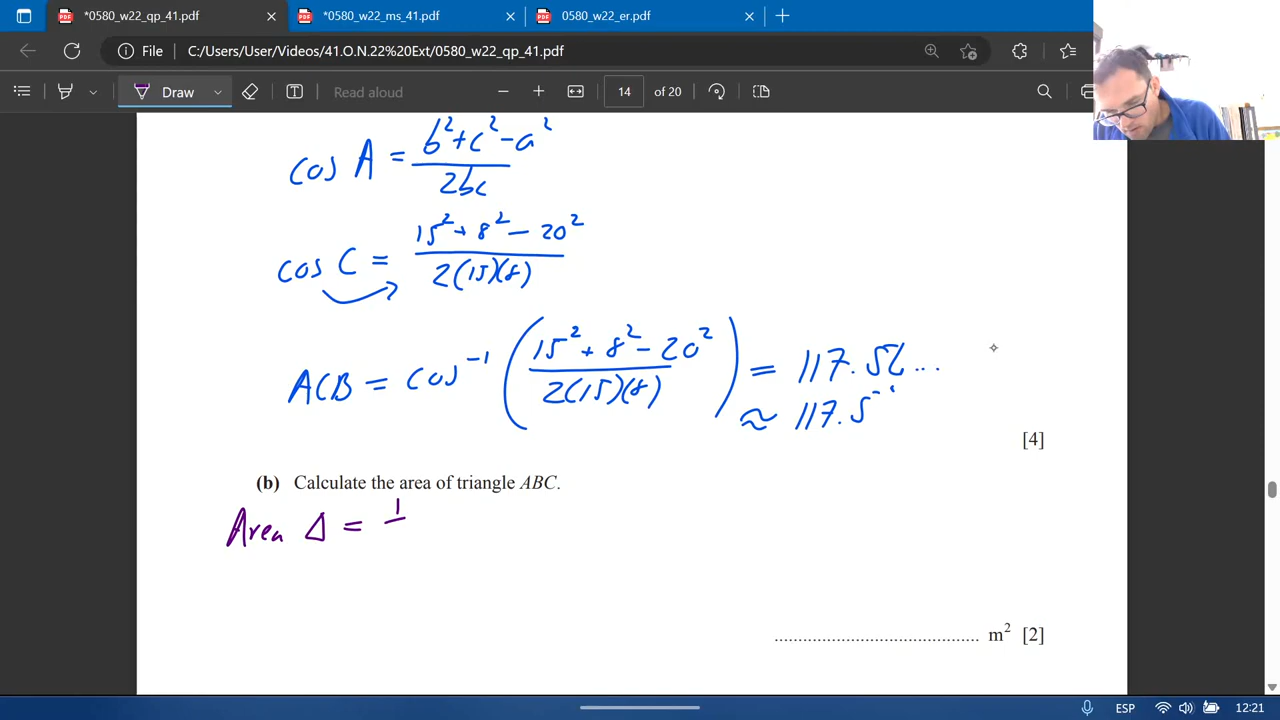 *0580_w22_qp_41.pdf
*0580_w22_ms_41.pdf
0580_w22_er.pdf
File
C:/Users/User/Videos/41.O.N.22%20Ext/0580_w22_qp_41.pdf
Draw
Read aloud
14 of 20
cos A = b²+c²-a² / 2bc
cos C = 15²+8²-20² / 2(15)(8)
ACB = cos⁻¹ (15²+8²-20² / 2(15)(8)) = 117.5...
≈ 117.5
[4]
(b) Calculate the area of triangle ABC.
Area Δ = 1
........................................... m² [2]
ESP
12:21